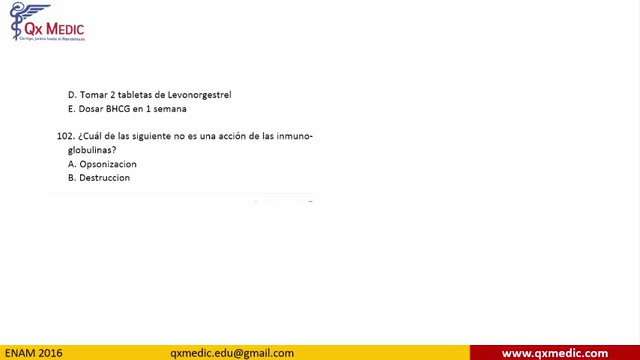 Qx MEDIC
D. Tomar 2 tabletas de Levonorgestrel
E. Dosar BHCG en 1 semana
102. ¿Cuál de las siguiente no es una acción de las inmuno-
globulinas?
A. Opsonizacion
B. Destruccion
ENAM 2016
qxmedic.edu@gmail.com
www.qxmedic.com